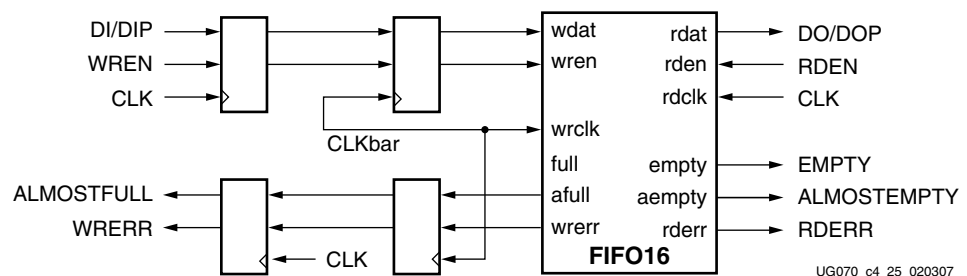 DI/DIP
WREN
CLK
CLKbar
ALMOSTFULL
WRERR
CLK
wdat
wren
wrclk
full
afull
wrerr
rdat
rden
rdclk
empty
aempty
rderr
FIFO16
DO/DOP
RDEN
CLK
EMPTY
ALMOSTEMPTY
RDERR
UG070_c4_25_020307